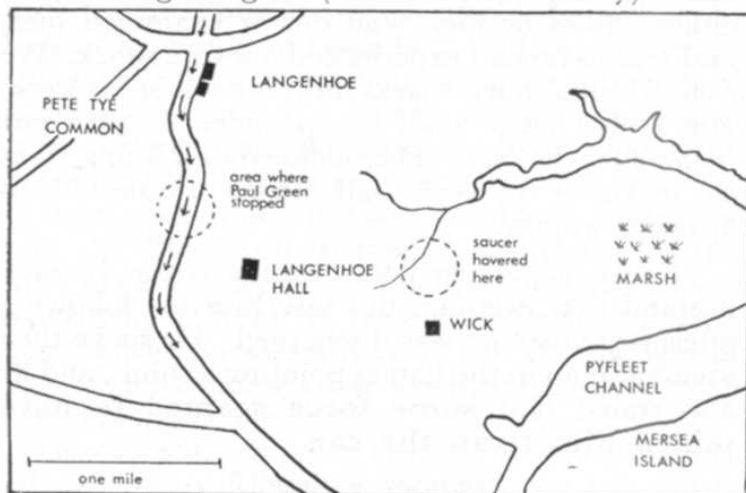 LANGENHOE
PETE TYE
COMMON
area where
Paul Green
stopped
LANGENHOE
HALL
saucer
hovered
here
MARSH
WICK
PYFLEET
CHANNEL
MERSEA
ISLAND
one mile